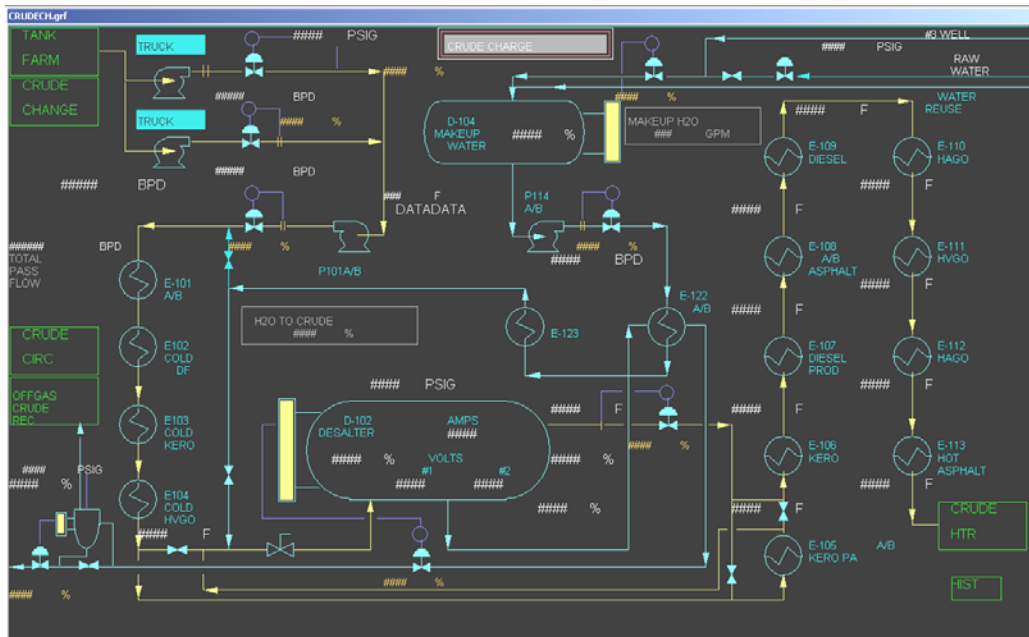 CRUDECH.grf
TANK
FARM
CRUDE
CHANGE
TRUCK
TRUCK
#### PSIG
CRUDE CHARGE
#3 WELL
### PSIG
RAW
WATER
#### %
#### %
##### BPD
#### %
BPD
WATER
REUSE
D-104
MAKEUP
WATER
#### %
MAKEUP H2O
### GPM
#### F
E-109
DIESEL
E-110
HAGO
##### BPD
### F
DATADATA
P114
A/B
#### F
F
###### BPD
TOTAL
PASS
FLOW
#### %
P101A/B
#### %
#### BPD
E-108
A/B
ASPHALT
E-111
HVGO
E-101
A/B
E-122
A/B
#### F
#### F
H2O TO CRUDE
#### %
E-123
CRUDE
CIRC
E102
COLD
DF
E-107
DIESEL
PROD
E-112
HAGO
OFFGAS
CRUDE
REC
#### PSIG
#### F
#### F
#### F
E103
COLD
KERO
D-102
DESALTER
AMPS
####
#### %
VOLTS
#1 #2
#### ####
#### %
#### %
E-106
KERO
E-113
HOT
ASPHALT
#### PSIG
#### %
E104
COLD
HVGO
#### %
#### F
#### F
#### F
CRUDE
HTR
E-105 A/B
KERO PA
#### %
#### %
HIST